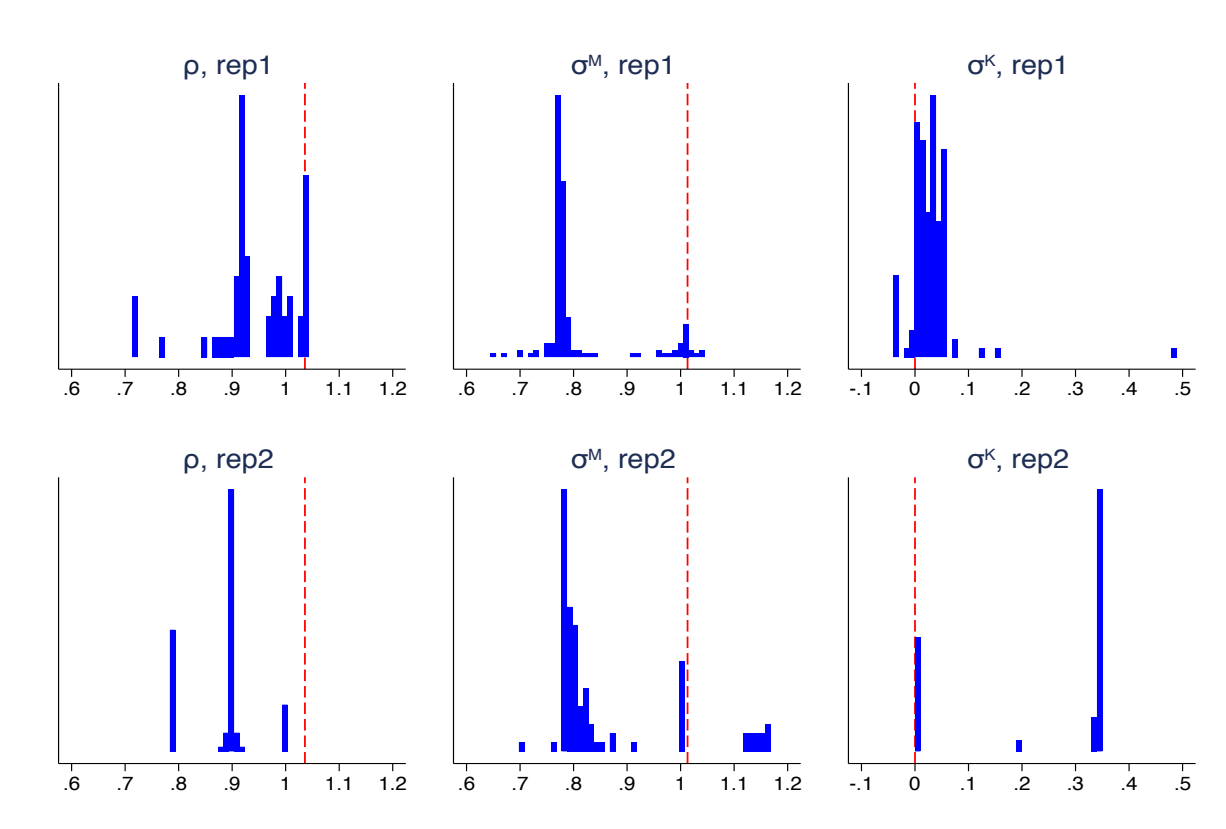 ρ, rep1
.6 .7 .8 .9 1 1.1 1.2
σᴹ, rep1
.6 .7 .8 .9 1 1.1 1.2
σᴷ, rep1
-.1 0 .1 .2 .3 .4 .5
ρ, rep2
.6 .7 .8 .9 1 1.1 1.2
σᴹ, rep2
.6 .7 .8 .9 1 1.1 1.2
σᴷ, rep2
-.1 0 .1 .2 .3 .4 .5